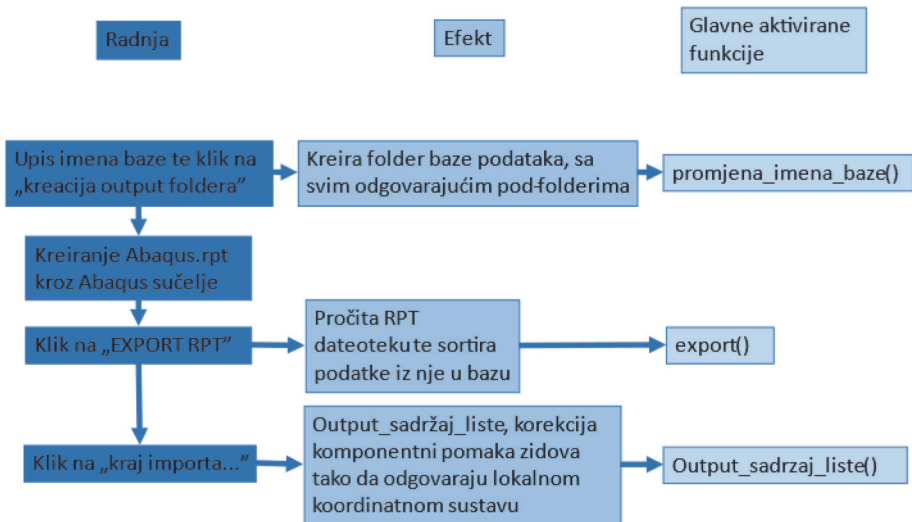 Radnja
Efekt
Glavne aktivirane
funkcije
Upis imena baze te klik na
„kreacija output foldera”
Kreira folder baze podataka, sa
svim odgovarajućim pod-folderima
promjena_imena_baze()
Kreiranje Abaqus.rpt
kroz Abaqus sučelje
Klik na „EXPORT RPT”
Pročita RPT
dateoteku te sortira
podatke iz nje u bazu
export()
Klik na „kraj importa...”
Output_sadržaj_liste, korekcija
komponentni pomaka zidova
tako da odgovaraju lokalnom
koordinatnom sustavu
Output_sadrzaj_liste()